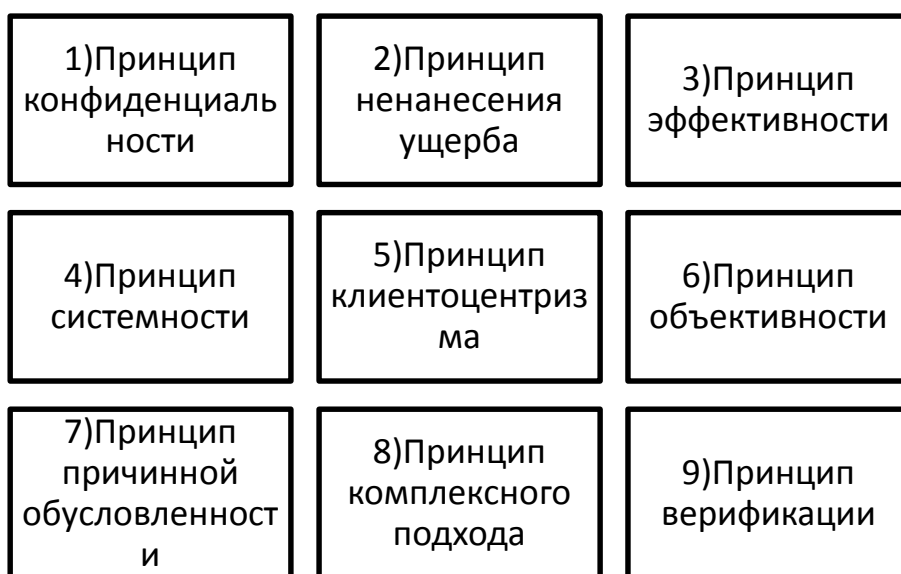 1)Принцип
конфиденциаль
ности
2)Принцип
ненанесения
ущерба
3)Принцип
эффективности
4)Принцип
системности
5)Принцип
клиентоцентриз
ма
6)Принцип
объективности
7)Принцип
причинной
обусловленност
и
8)Принцип
комплексного
подхода
9)Принцип
верификации